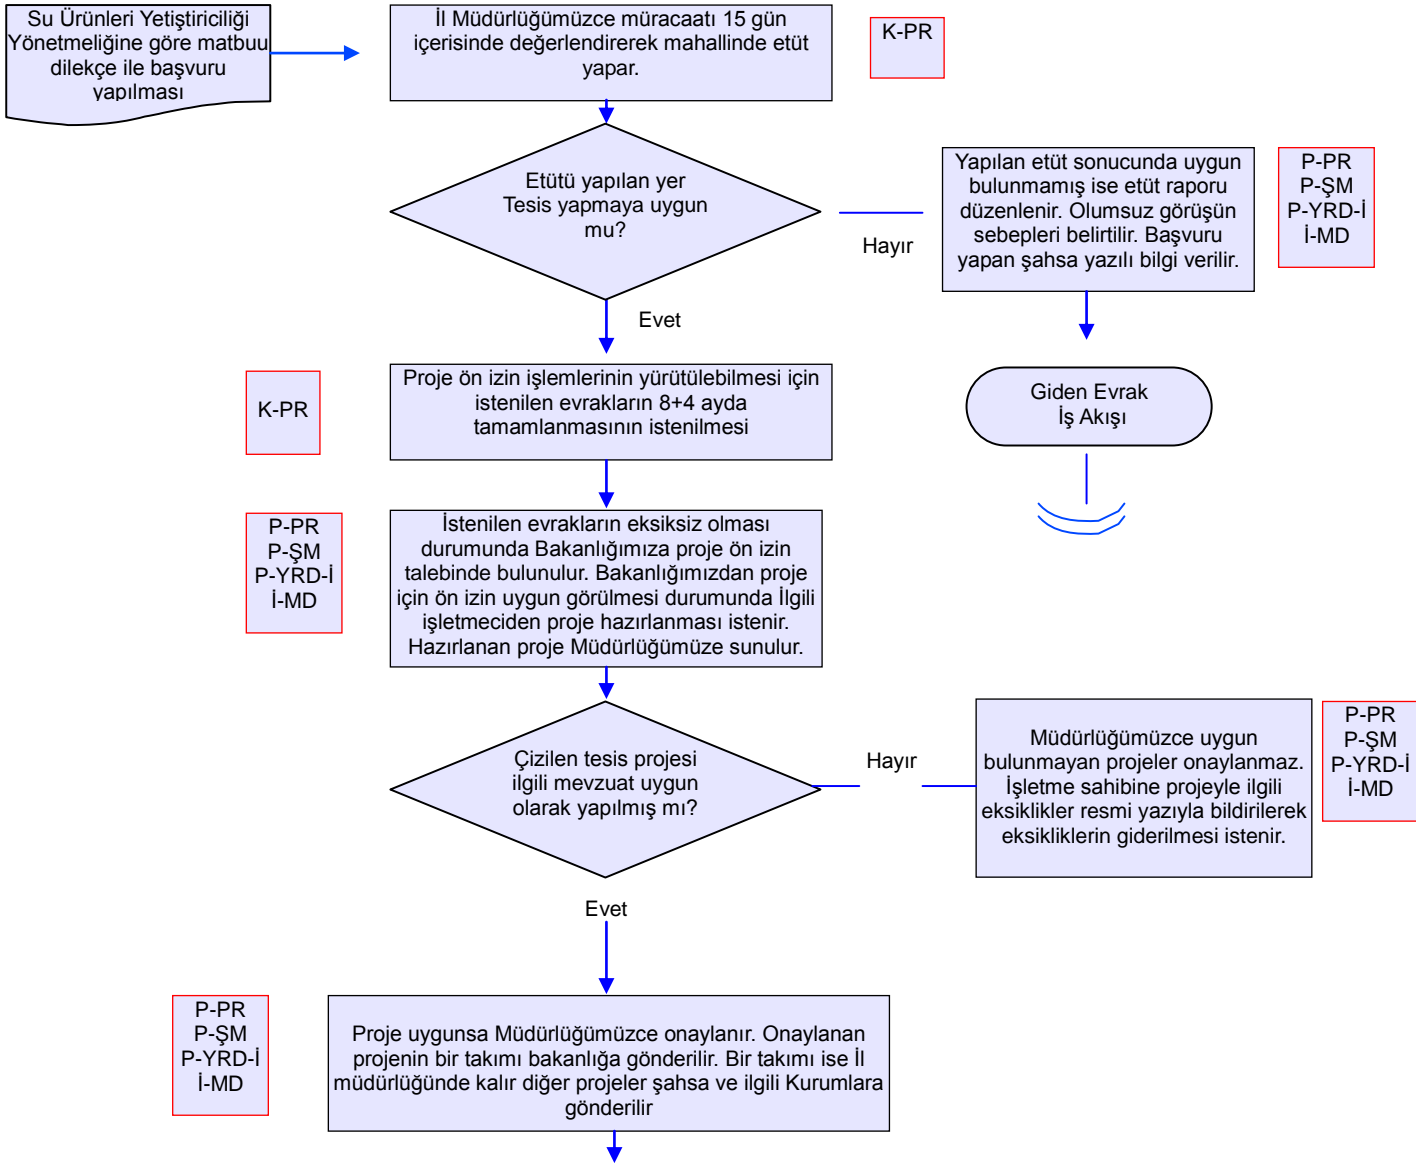 Su Ürünleri Yetiştiriciliği
Yönetmeliğine göre matbuu
dilekçe ile başvuru
yapılması
İl Müdürlüğümüzce müracaatı 15 gün
içerisinde değerlendirerek mahallinde etüt
yapar.
K-PR
Etütü yapılan yer
Tesis yapmaya uygun
mu?
Hayır
Yapılan etüt sonucunda uygun
bulunmamış ise etüt raporu
düzenlenir. Olumsuz görüşün
sebepleri belirtilir. Başvuru
yapan şahsa yazılı bilgi verilir.
P-PR
P-ŞM
P-YRD-İ
İ-MD
Evet
K-PR
Proje ön izin işlemlerinin yürütülebilmesi için
istenilen evrakların 8+4 ayda
tamamlanmasının istenilmesi
Giden Evrak
İş Akışı
P-PR
P-ŞM
P-YRD-İ
İ-MD
İstenilen evrakların eksiksiz olması
durumunda Bakanlığımıza proje ön izin
talebinde bulunulur. Bakanlığımızdan proje
için ön izin uygun görülmesi durumunda İlgili
işletmeciden proje hazırlanması istenir.
Hazırlanan proje Müdürlüğümüze sunulur.
Çizilen tesis projesi
ilgili mevzuat uygun
olarak yapılmış mı?
Hayır
Müdürlüğümüzce uygun
bulunmayan projeler onaylanmaz.
İşletme sahibine projeyle ilgili
eksiklikler resmi yazıyla bildirilerek
eksikliklerin giderilmesi istenir.
P-PR
P-ŞM
P-YRD-İ
İ-MD
Evet
P-PR
P-ŞM
P-YRD-İ
İ-MD
Proje uygunsa Müdürlüğümüzce onaylanır. Onaylanan
projenin bir takımı bakanlığa gönderilir. Bir takımı ise İl
müdürlüğünde kalır diğer projeler şahsa ve ilgili Kurumlara
gönderilir